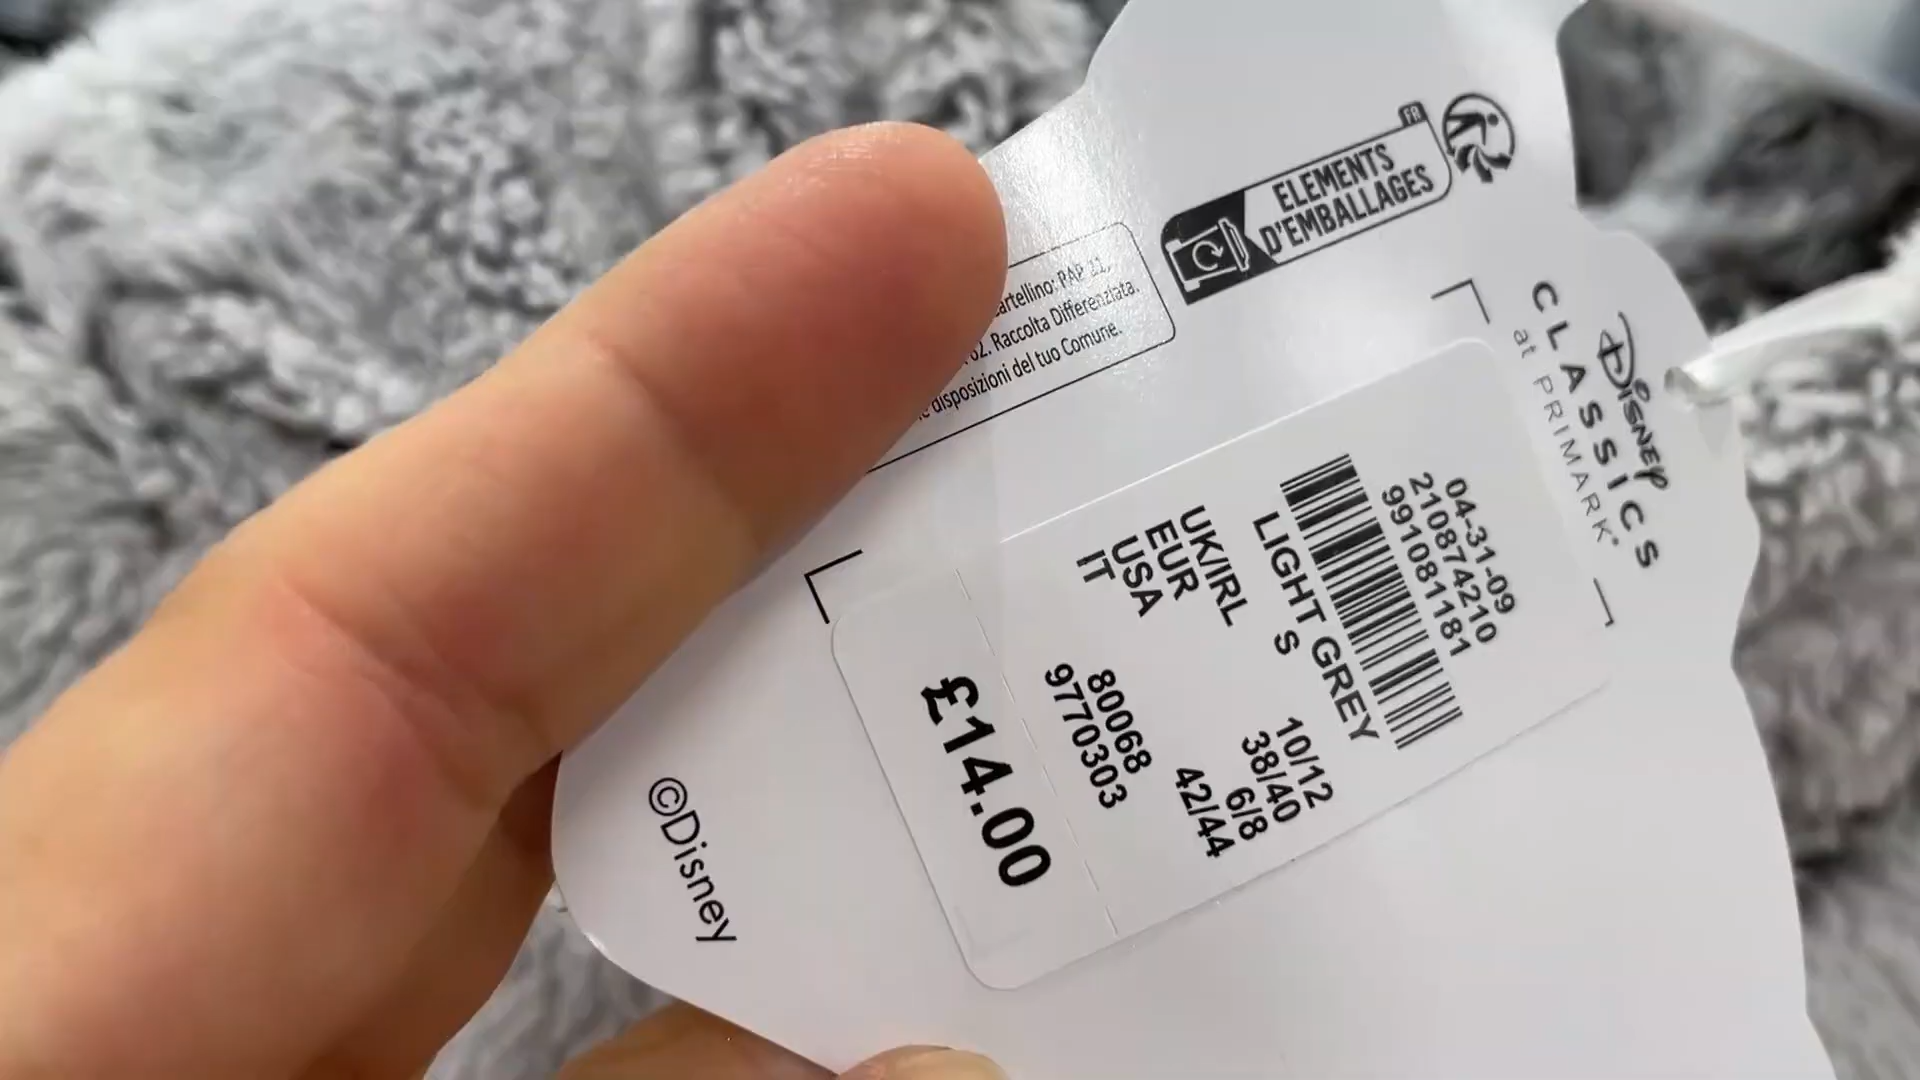 Disney
CLASSICS
at PRIMARK®
04-31-09
210874210
991081181
LIGHT GREY
S
UK/IRL 10/12
EUR 38/40
USA 6/8
IT 42/44
80068
9770303
£14.00
©Disney
FR
ELEMENTS
D'EMBALLAGES
PAP 21,
62. Raccolta Differenziata.
disposizioni del tuo Comune.